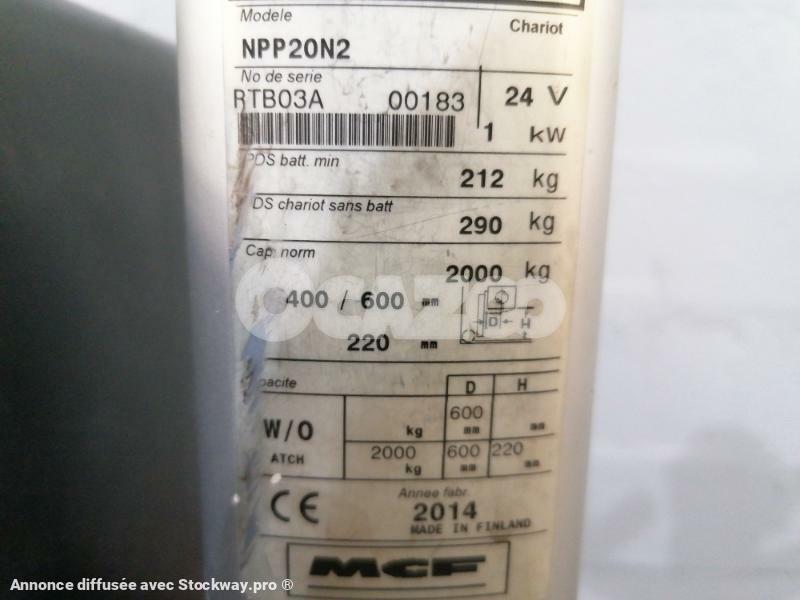 Modele
Chariot
NPP20N2
No de serie
RTB03A 00183
24 V
1 kW
PDS batt. min
212 kg
DS chariot sans batt
290 kg
Cap norm
2000 kg
400 / 600 mm
D
H
220 mm
OCAZOO
pacite D H
600
W/O kg mm mm
2000 600 220
ATCH kg mm mm
CE
Annee fabr.
2014
MADE IN FINLAND
MCF
Annonce diffusée avec Stockway.pro ®